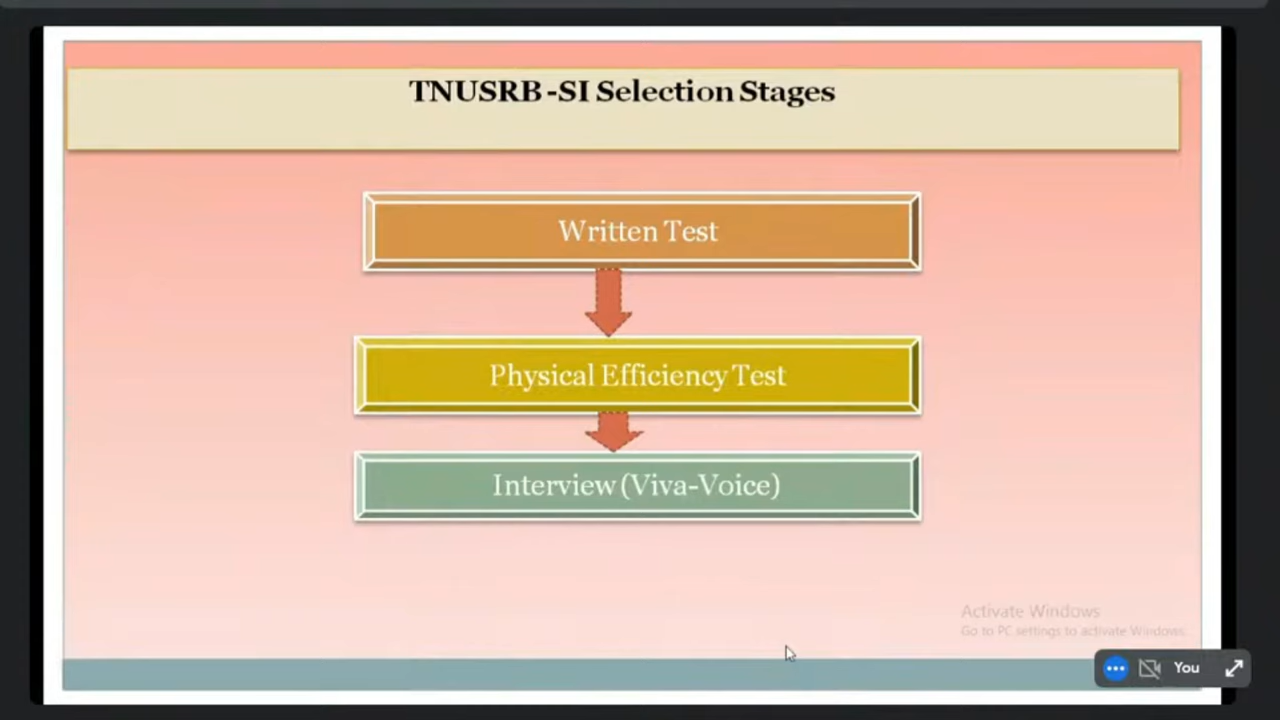 TNUSRB -SI Selection Stages
Written Test
Physical Efficiency Test
Interview (Viva-Voice)
Activate Windows
Go to PC settings to activate Windows.
You